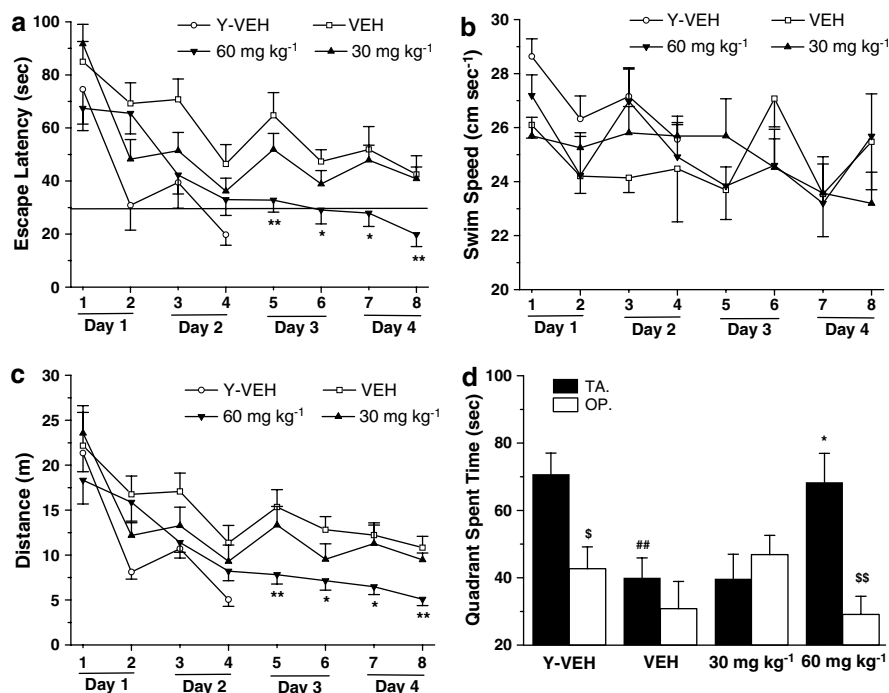 a
Y-VEH
VEH
60 mg kg⁻¹
30 mg kg⁻¹
Escape Latency (sec)
100
80
60
40
20
0
** * * **
1 2 3 4 5 6 7 8
Day 1 Day 2 Day 3 Day 4
b
Y-VEH
VEH
60 mg kg⁻¹
30 mg kg⁻¹
Swim Speed (cm sec⁻¹)
30
28
26
24
22
20
1 2 3 4 5 6 7 8
Day 1 Day 2 Day 3 Day 4
c
Y-VEH
VEH
60 mg kg⁻¹
30 mg kg⁻¹
Distance (m)
30
25
20
15
10
5
0
** * * **
1 2 3 4 5 6 7 8
Day 1 Day 2 Day 3 Day 4
d
TA.
OP.
Quadrant Spent Time (sec)
100
80
60
40
20
$ ## * $$
Y-VEH VEH 30 mg kg⁻¹ 60 mg kg⁻¹